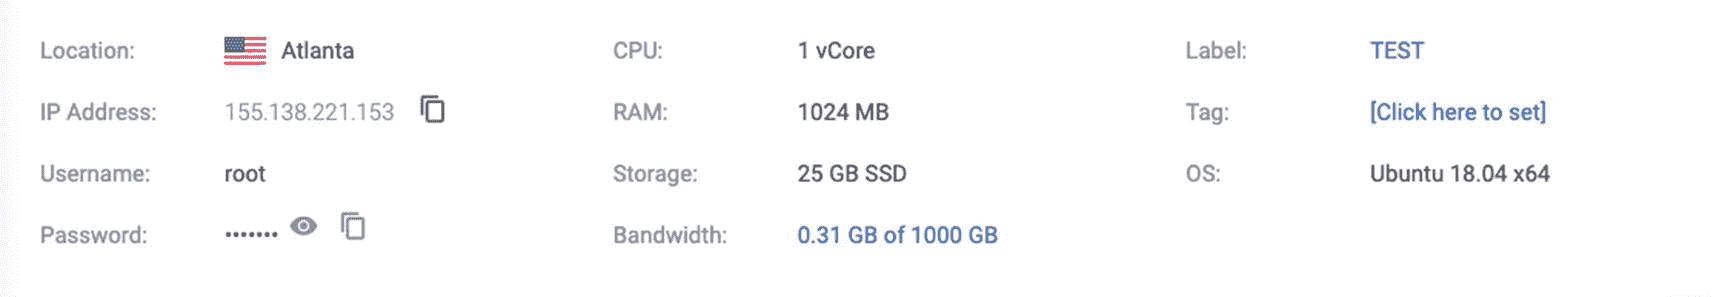 Location: Atlanta CPU: 1 vCore Label: TEST
IP Address: 155.138.221.153 RAM: 1024 MB Tag: [Click here to set]
Username: root Storage: 25 GB SSD OS: Ubuntu 18.04 x64
Password: ••••••• Bandwidth: 0.31 GB of 1000 GB